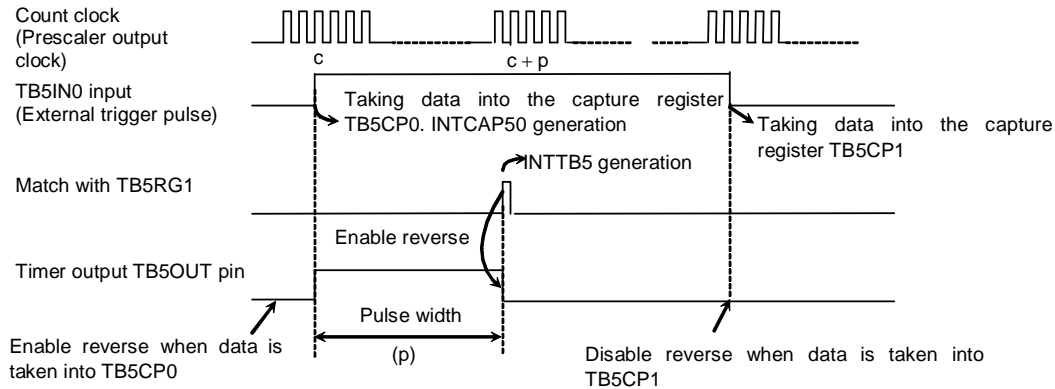 Count clock
(Prescaler output
clock)
c
c + p
TB5IN0 input
(External trigger pulse)
Taking data into the capture register
TB5CP0. INTCAP50 generation
Taking data into the capture
register TB5CP1
INTTB5 generation
Match with TB5RG1
Enable reverse
Timer output TB5OUT pin
Pulse width
(p)
Enable reverse when data is
taken into TB5CP0
Disable reverse when data is taken into
TB5CP1